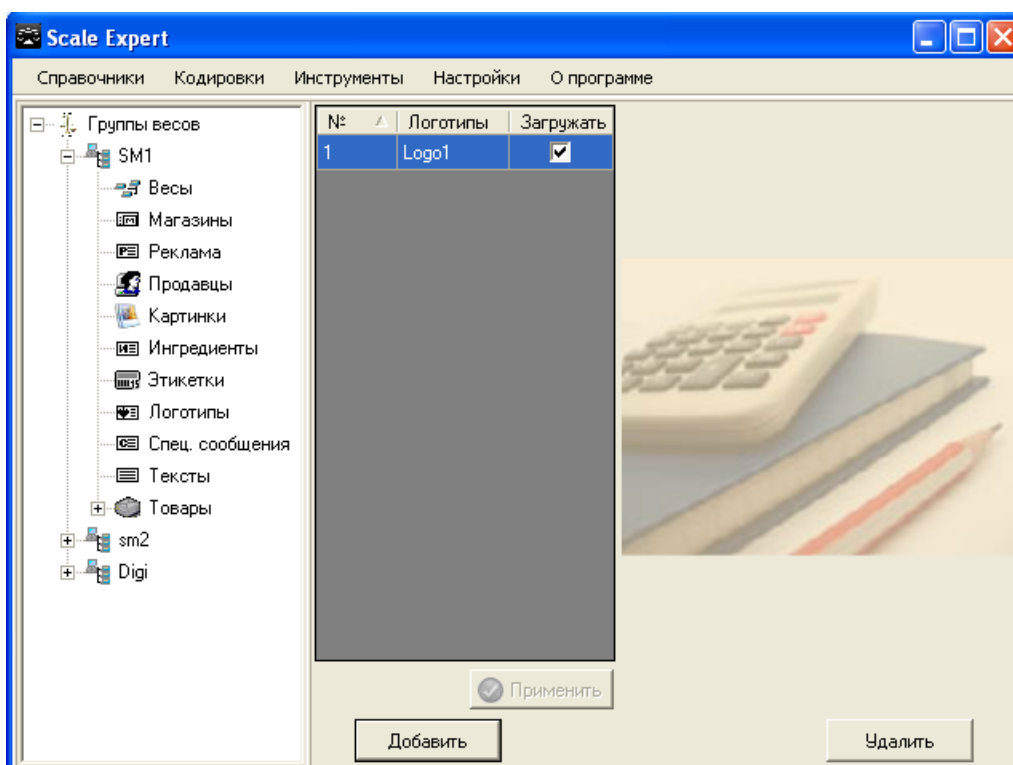 Scale Expert
Справочники Кодировки Инструменты Настройки О программе
Группы весов
SM1
Весы
Магазины
Реклама
Продавцы
Картинки
Ингредиенты
Этикетки
Логотипы
Спец. сообщения
Тексты
Товары
sm2
Digi
№ Логотипы Загружать
1 Logo1
Применить
Добавить Удалить